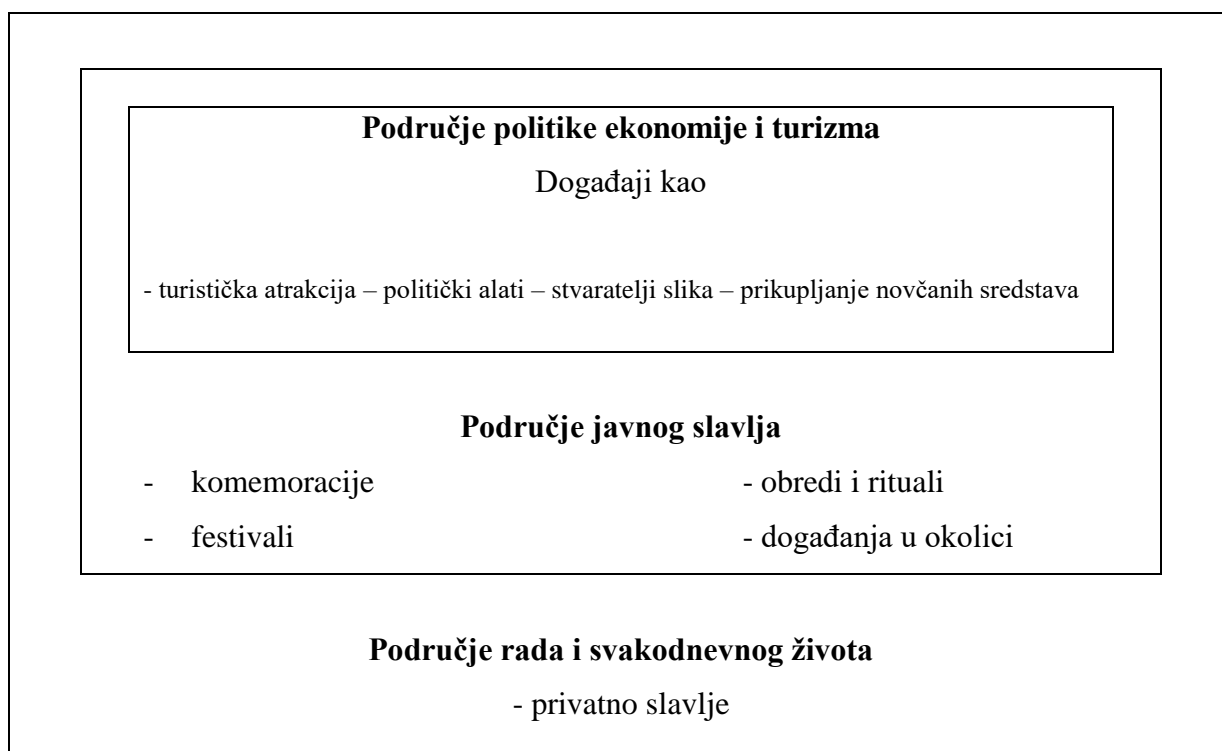 Područje politike ekonomije i turizma
Događaji kao
- turistička atrakcija – politički alati – stvaratelji slika – prikupljanje novčanih sredstava
Područje javnog slavlja
- komemoracije - obredi i rituali
- festivali - događanja u okolici
Područje rada i svakodnevnog života
- privatno slavlje